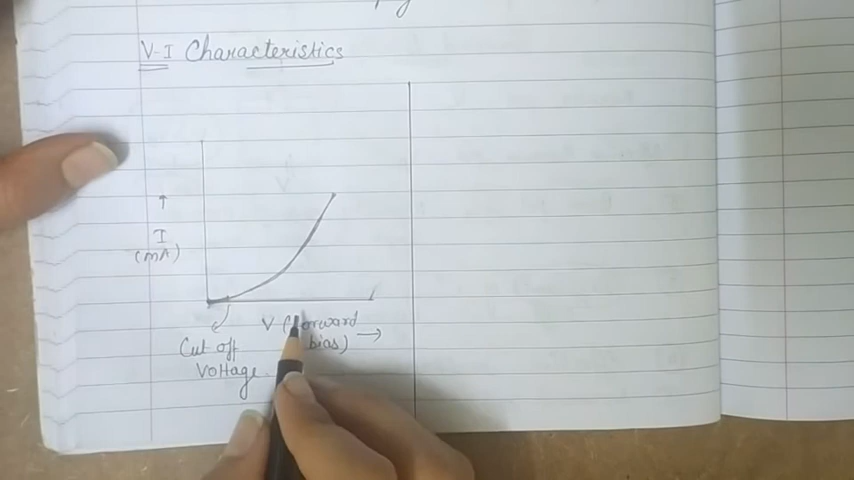 V-I Characteristics
I
(mA)
V (forward
bias)
Cut off
Voltage